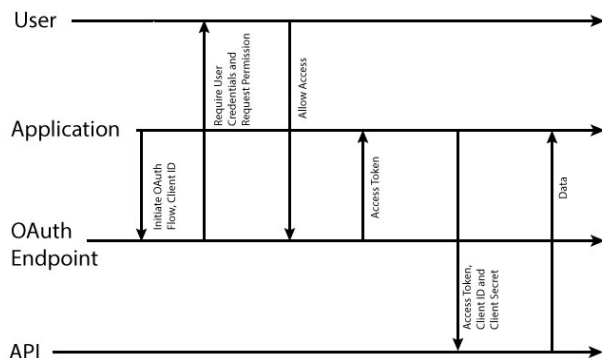 User
Require User
Credentials and
Request Permission
Allow Access
Application
Initiate OAuth
Flow, Client ID
Access Token
Data
OAuth
Endpoint
Access Token,
Client ID and
Client Secret
API